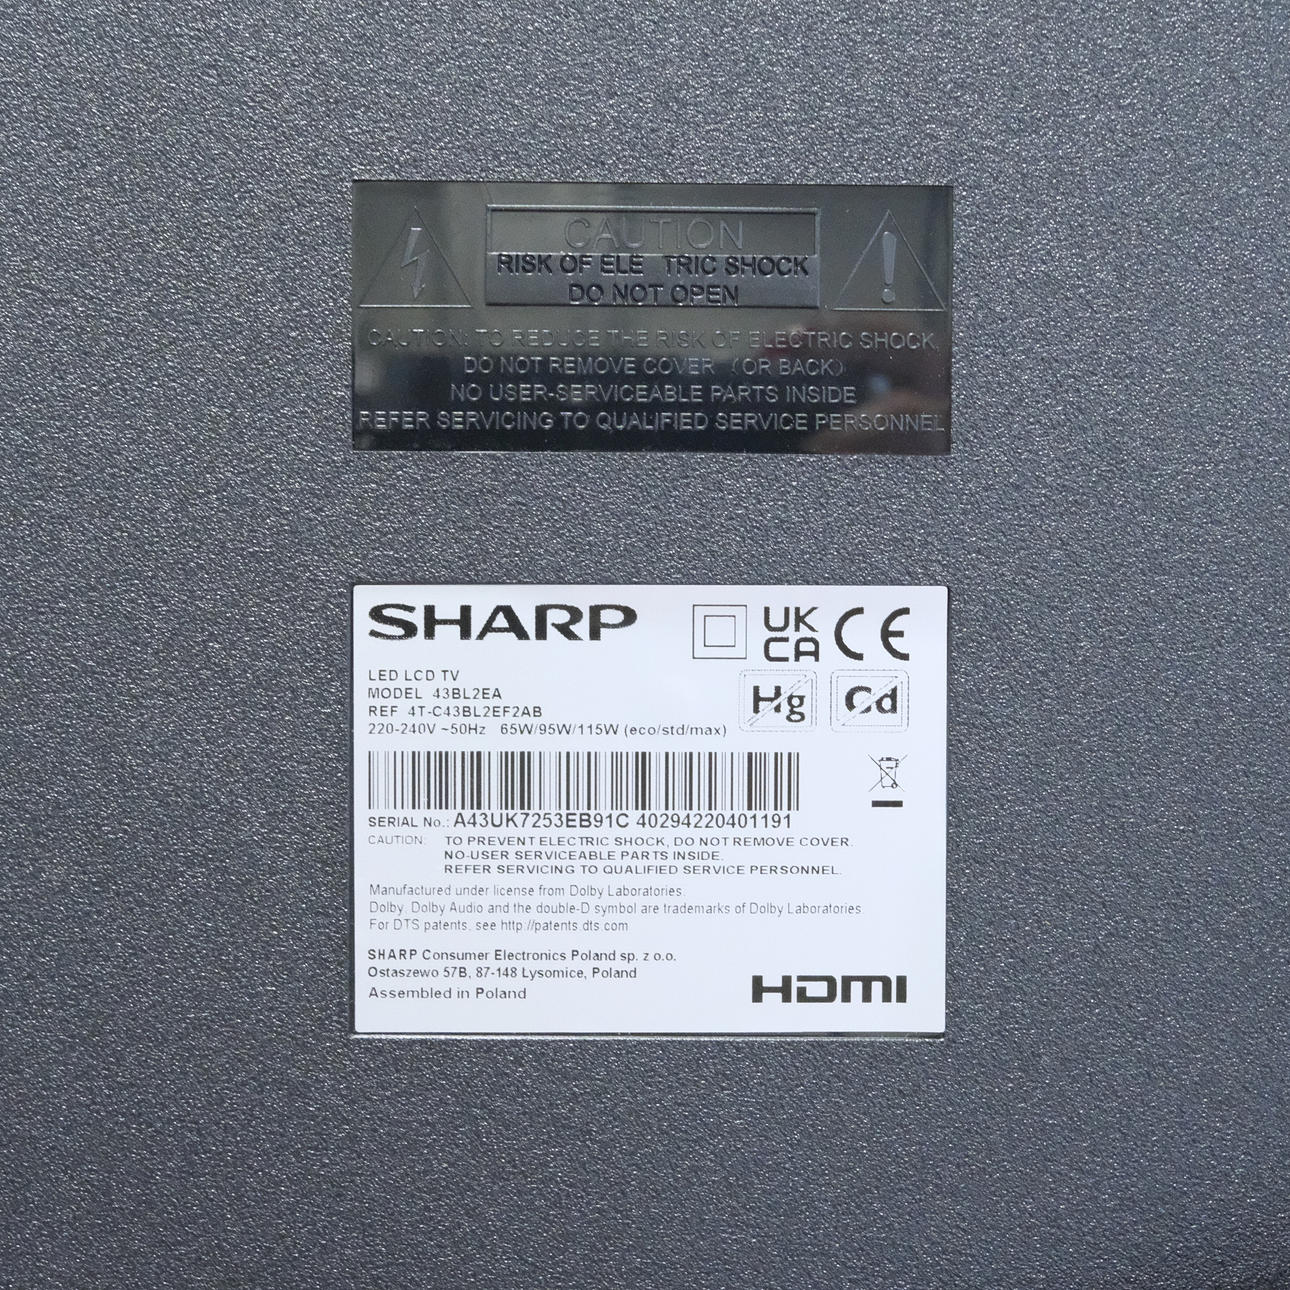 CAUTION
RISK OF ELE TRIC SHOCK
DO NOT OPEN
CAUTION: TO REDUCE THE RISK OF ELECTRIC SHOCK,
DO NOT REMOVE COVER (OR BACK)
NO USER-SERVICEABLE PARTS INSIDE
REFER SERVICING TO QUALIFIED SERVICE PERSONNEL
SHARP
UK
CA
CE
LED LCD TV
MODEL 43BL2EA
REF 4T-C43BL2EF2AB
220-240V ~50Hz 65W/95W/115W (eco/std/max)
Hg
Cd
SERIAL No.: A43UK7253EB91C 40294220401191
CAUTION: TO PREVENT ELECTRIC SHOCK, DO NOT REMOVE COVER.
NO-USER SERVICEABLE PARTS INSIDE.
REFER SERVICING TO QUALIFIED SERVICE PERSONNEL.
Manufactured under license from Dolby Laboratories.
Dolby, Dolby Audio and the double-D symbol are trademarks of Dolby Laboratories.
For DTS patents, see http://patents.dts.com
SHARP Consumer Electronics Poland sp. z o.o.
Ostaszewo 57B, 87-148 Lysomice, Poland
Assembled in Poland
HDMI